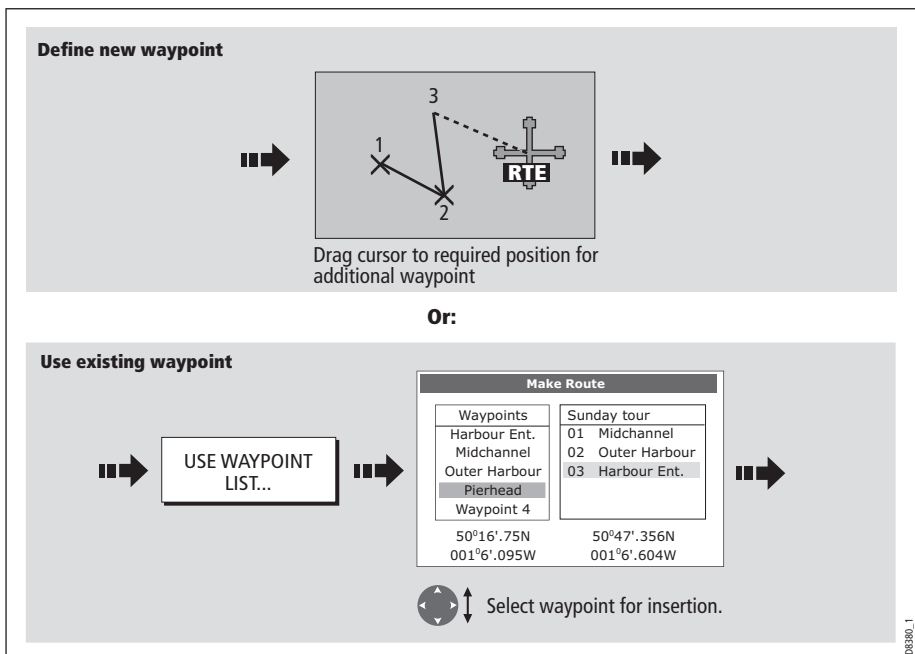 Define new waypoint
3
1
RTE
2
Drag cursor to required position for
additional waypoint
Or:
Use existing waypoint
USE WAYPOINT
LIST...
Make Route
Waypoints
Harbour Ent.
Midchannel
Outer Harbour
Pierhead
Waypoint 4
Sunday tour
01 Midchannel
02 Outer Harbour
03 Harbour Ent.
50⁰16'.75N
001⁰6'.095W
50⁰47'.356N
001⁰6'.604W
Select waypoint for insertion.
D8380_1